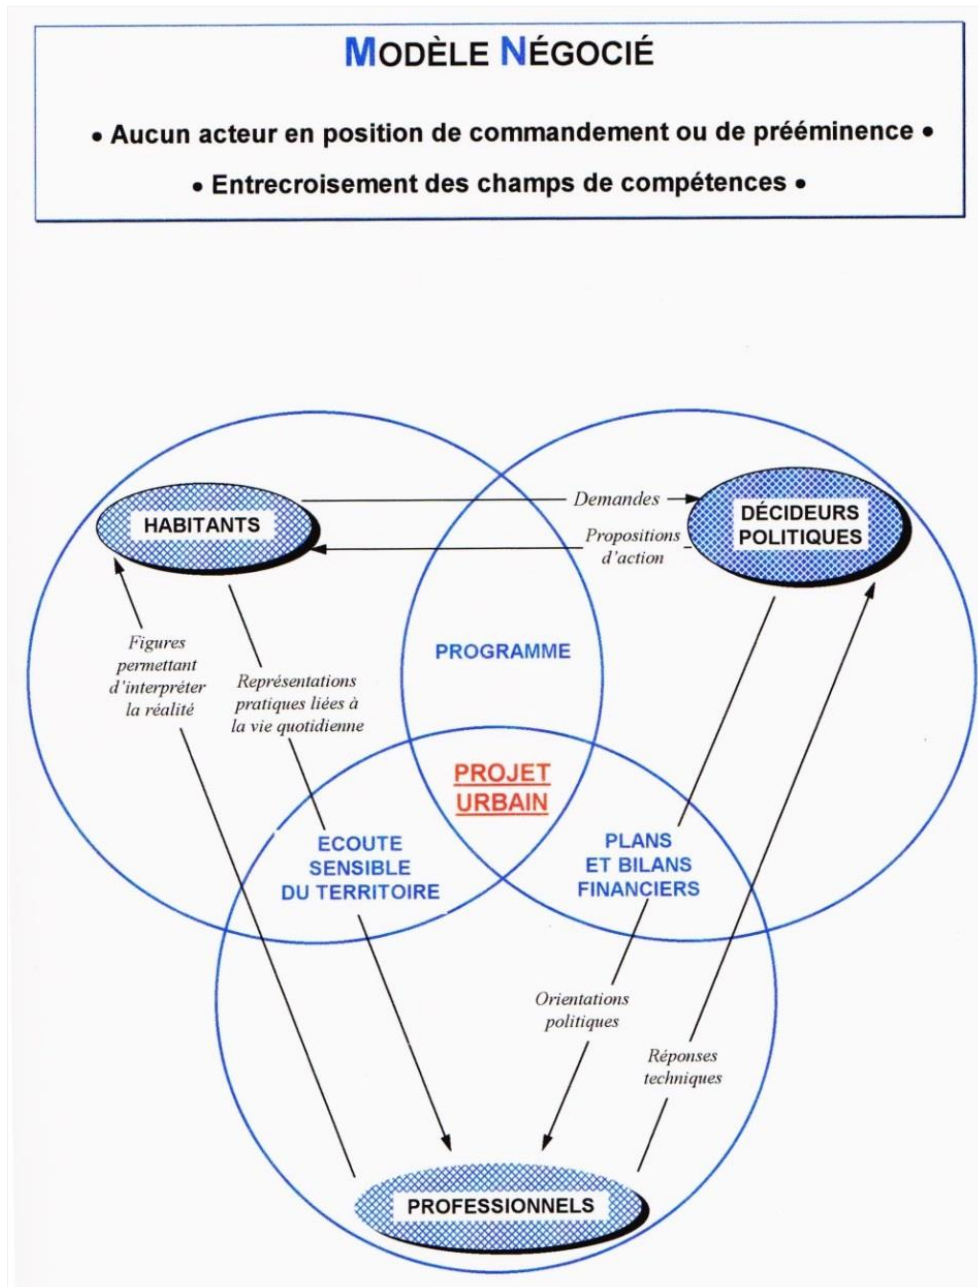 MODÈLE NÉGOCIÉ
• Aucun acteur en position de commandement ou de prééminence •
• Entrecroisement des champs de compétences •
HABITANTS
Demandes
DÉCIDEURS
POLITIQUES
Propositions
d'action
Figures
permettant
d'interpréter
la réalité
Représentations
pratiques liées à
la vie quotidienne
PROGRAMME
PROJET
URBAIN
ECOUTE
SENSIBLE
DU TERRITOIRE
PLANS
ET BILANS
FINANCIERS
Orientations
politiques
Réponses
techniques
PROFESSIONNELS